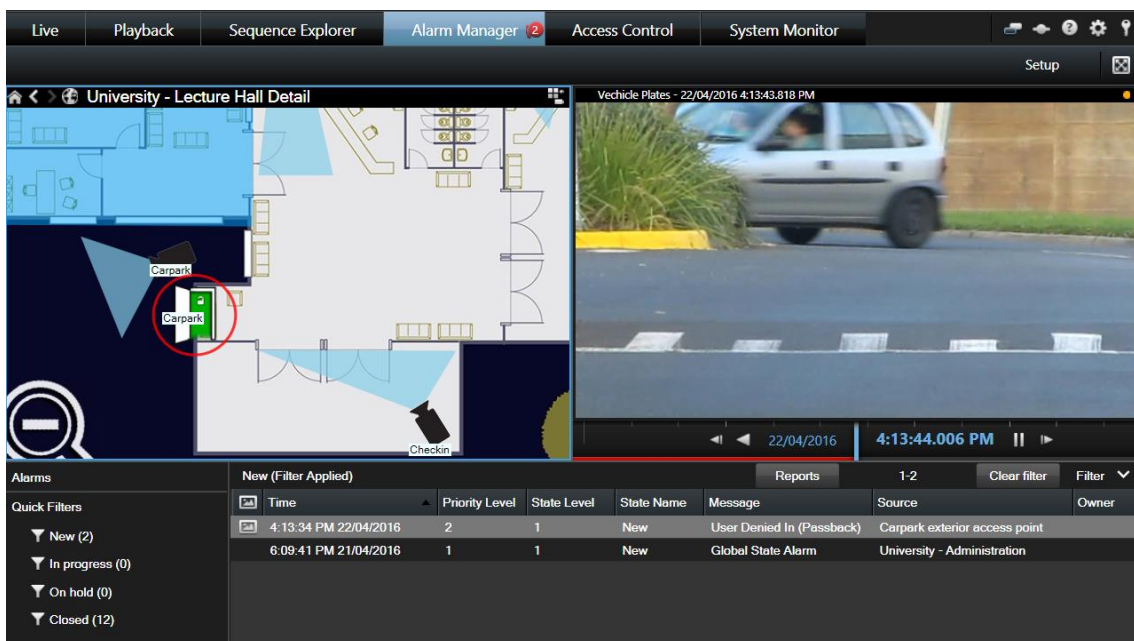 Live Playback Sequence Explorer Alarm Manager 2 Access Control System Monitor
Setup
University - Lecture Hall Detail
Vechicle Plates - 22/04/2016 4:13:43.818 PM
Carpark
Carpark
Checkin
22/04/2016 4:13:44.006 PM
Alarms
New (Filter Applied) Reports 1-2 Clear filter Filter
Quick Filters
Time Priority Level State Level State Name Message Source Owner
New (2)
4:13:34 PM 22/04/2016 2 1 New User Denied In (Passback) Carpark exterior access point
6:09:41 PM 21/04/2016 1 1 New Global State Alarm University - Administration
In progress (0)
On hold (0)
Closed (12)